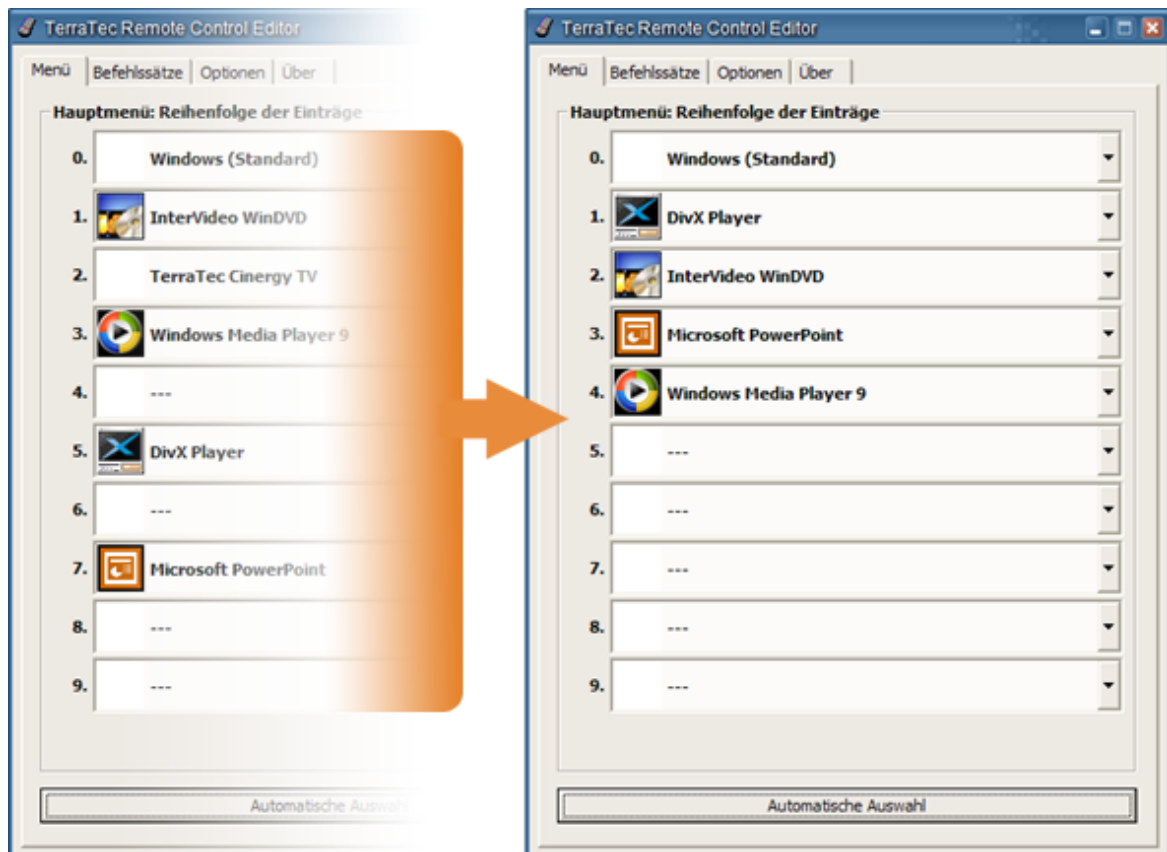 TerraTec Remote Control Editor
Menü Befehlssätze Optionen Über
Hauptmenü: Reihenfolge der Einträge
0. Windows (Standard)
1. InterVideo WinDVD
2. TerraTec Cinergy TV
3. Windows Media Player 9
4. ---
5. DivX Player
6. ---
7. Microsoft PowerPoint
8. ---
9. ---
Automatische Auswahl
TerraTec Remote Control Editor
Menü Befehlssätze Optionen Über
Hauptmenü: Reihenfolge der Einträge
0. Windows (Standard)
1. DivX Player
2. InterVideo WinDVD
3. Microsoft PowerPoint
4. Windows Media Player 9
5. ---
6. ---
7. ---
8. ---
9. ---
Automatische Auswahl